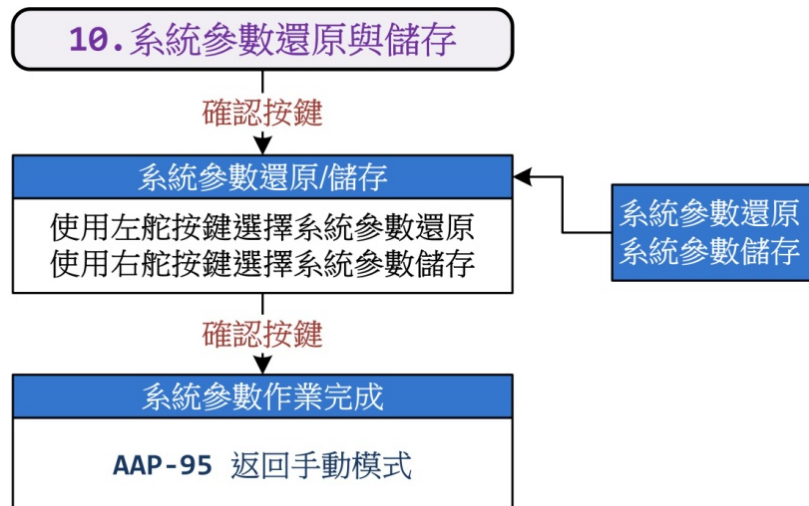 10.系統參數還原與儲存
確認按鍵
系統參數還原/儲存
使用左舵按鍵選擇系統參數還原
使用右舵按鍵選擇系統參數儲存
系統參數還原
系統參數儲存
確認按鍵
系統參數作業完成
AAP-95 返回手動模式